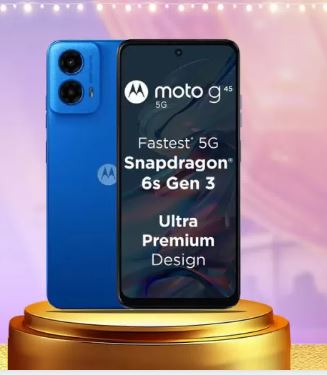 moto g45
5G
Fastest* 5G
Snapdragon®
6s Gen 3
Ultra
Premium
Design